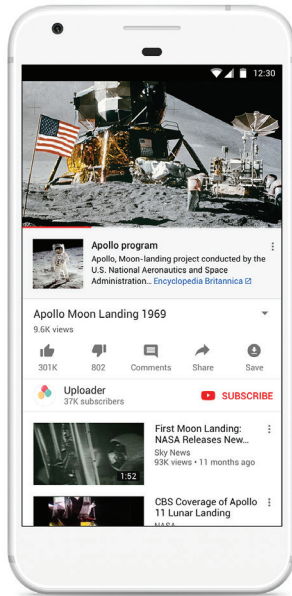 12:30
Apollo program
Apollo, Moon-landing project conducted by the
U.S. National Aeronautics and Space
Administration... Encyclopedia Britannica
Apollo Moon Landing 1969
9.6K views
301K
802
Comments
Share
Save
Uploader
37K subscribers
SUBSCRIBE
First Moon Landing:
NASA Releases New...
Sky News
93K views • 11 months ago
1:52
CBS Coverage of Apollo
11 Lunar Landing
NASA